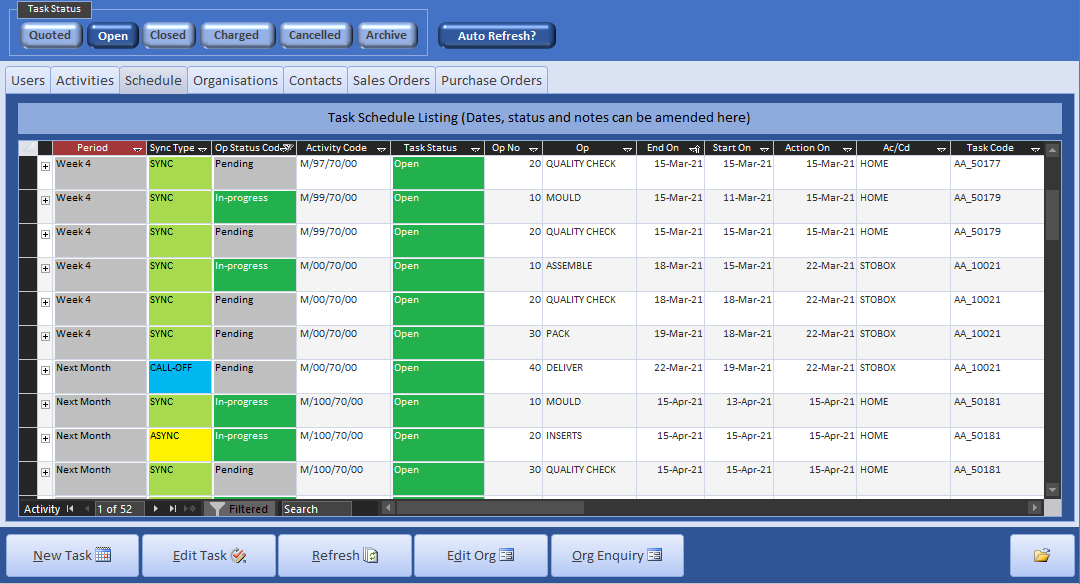 Task Status
Quoted Open Closed Charged Cancelled Archive Auto Refresh?
Users Activities Schedule Organisations Contacts Sales Orders Purchase Orders
Task Schedule Listing (Dates, status and notes can be amended here)
Period Sync Type Op Status Code Activity Code Task Status Op No Op End On Start On Action On Ac/Cd Task Code
Week 4 SYNC Pending M/97/70/00 Open 20 QUALITY CHECK 15-Mar-21 15-Mar-21 15-Mar-21 HOME AA_50177
Week 4 SYNC In-progress M/99/70/00 Open 10 MOULD 15-Mar-21 11-Mar-21 15-Mar-21 HOME AA_50179
Week 4 SYNC Pending M/99/70/00 Open 20 QUALITY CHECK 15-Mar-21 15-Mar-21 15-Mar-21 HOME AA_50179
Week 4 SYNC In-progress M/00/70/00 Open 10 ASSEMBLE 18-Mar-21 15-Mar-21 22-Mar-21 STOBOX AA_10021
Week 4 SYNC Pending M/00/70/00 Open 20 QUALITY CHECK 18-Mar-21 18-Mar-21 22-Mar-21 STOBOX AA_10021
Week 4 SYNC Pending M/00/70/00 Open 30 PACK 19-Mar-21 18-Mar-21 22-Mar-21 STOBOX AA_10021
Next Month CALL-OFF Pending M/00/70/00 Open 40 DELIVER 22-Mar-21 19-Mar-21 22-Mar-21 STOBOX AA_10021
Next Month SYNC In-progress M/100/70/00 Open 10 MOULD 15-Apr-21 13-Apr-21 15-Apr-21 HOME AA_50181
Next Month ASYNC In-progress M/100/70/00 Open 20 INSERTS 15-Apr-21 15-Apr-21 15-Apr-21 HOME AA_50181
Next Month SYNC Pending M/100/70/00 Open 30 QUALITY CHECK 15-Apr-21 15-Apr-21 15-Apr-21 HOME AA_50181
Activity 1 of 52 Filtered Search
New Task Edit Task Refresh Edit Org Org Enquiry